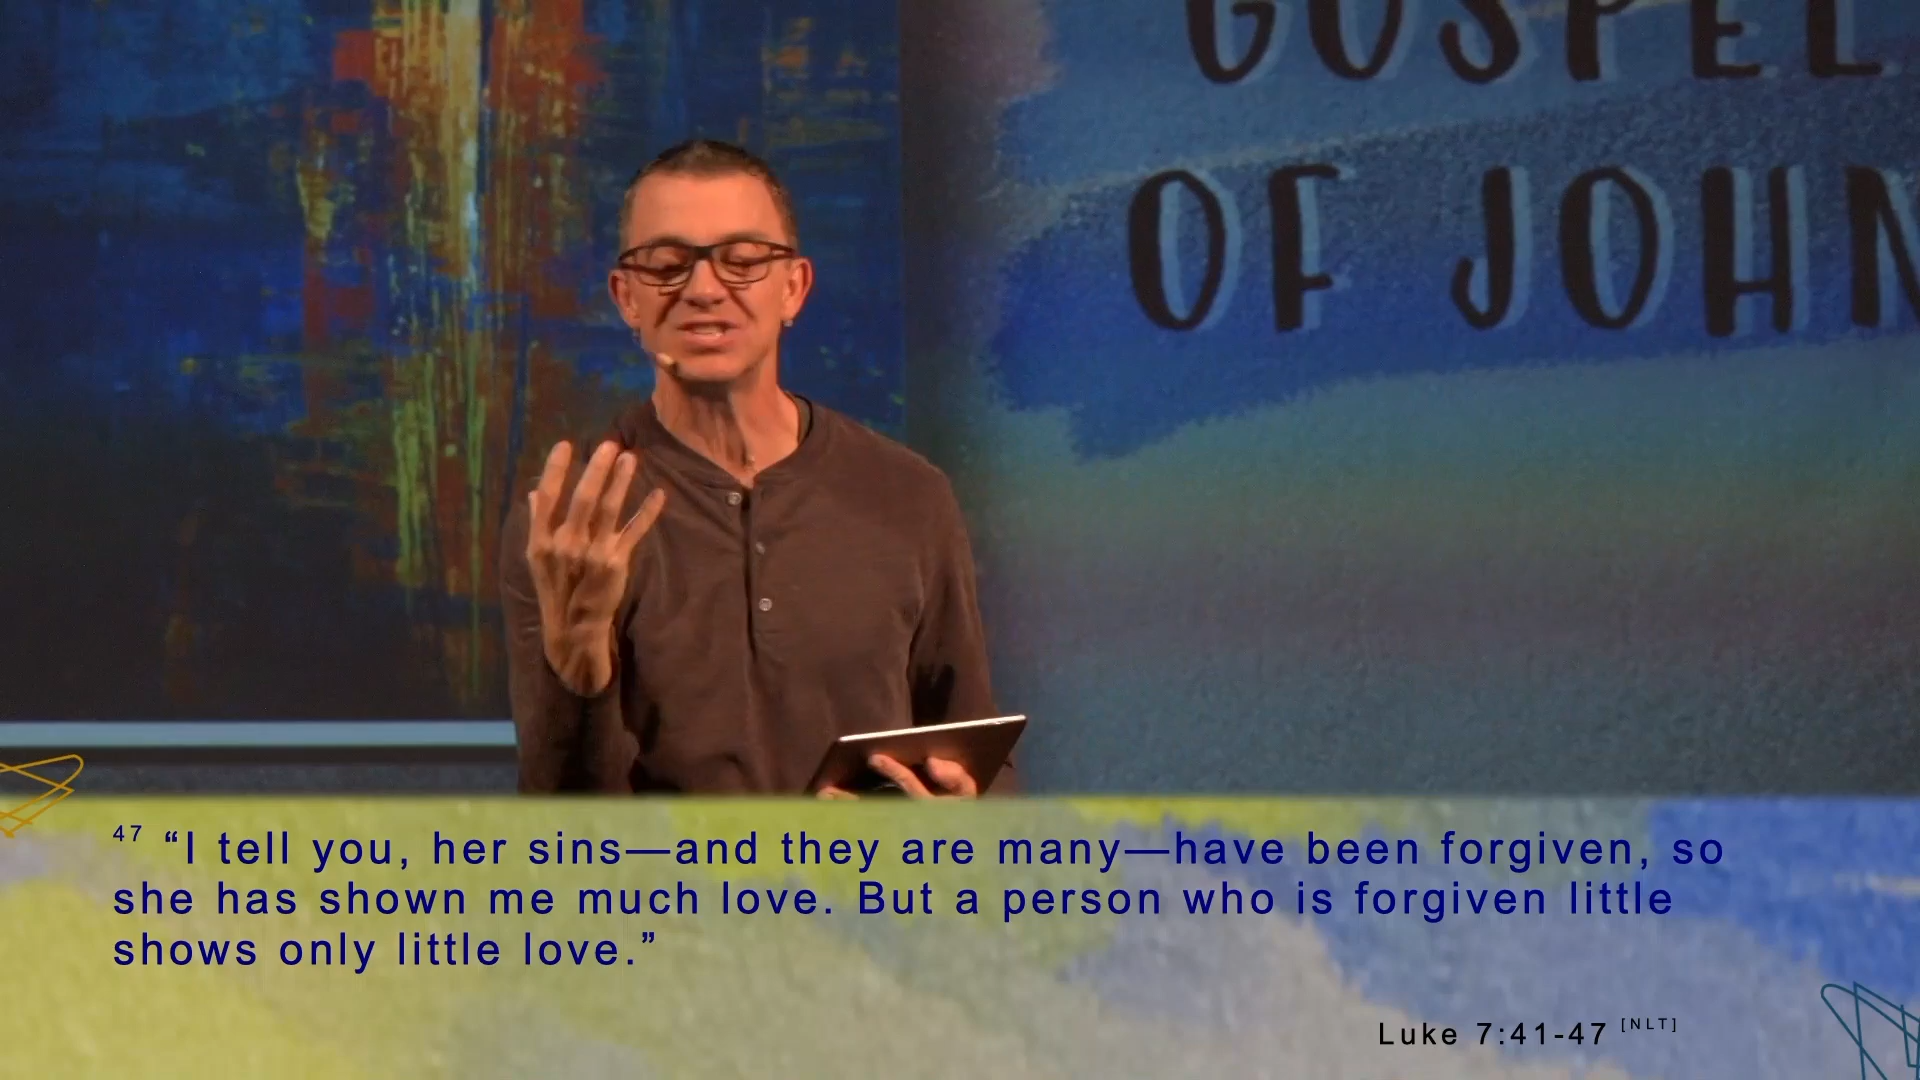 GOSPEL
OF JOHN
47 “I tell you, her sins—and they are many—have been forgiven, so
she has shown me much love. But a person who is forgiven little
shows only little love.”
Luke 7:41-47 [NLT]